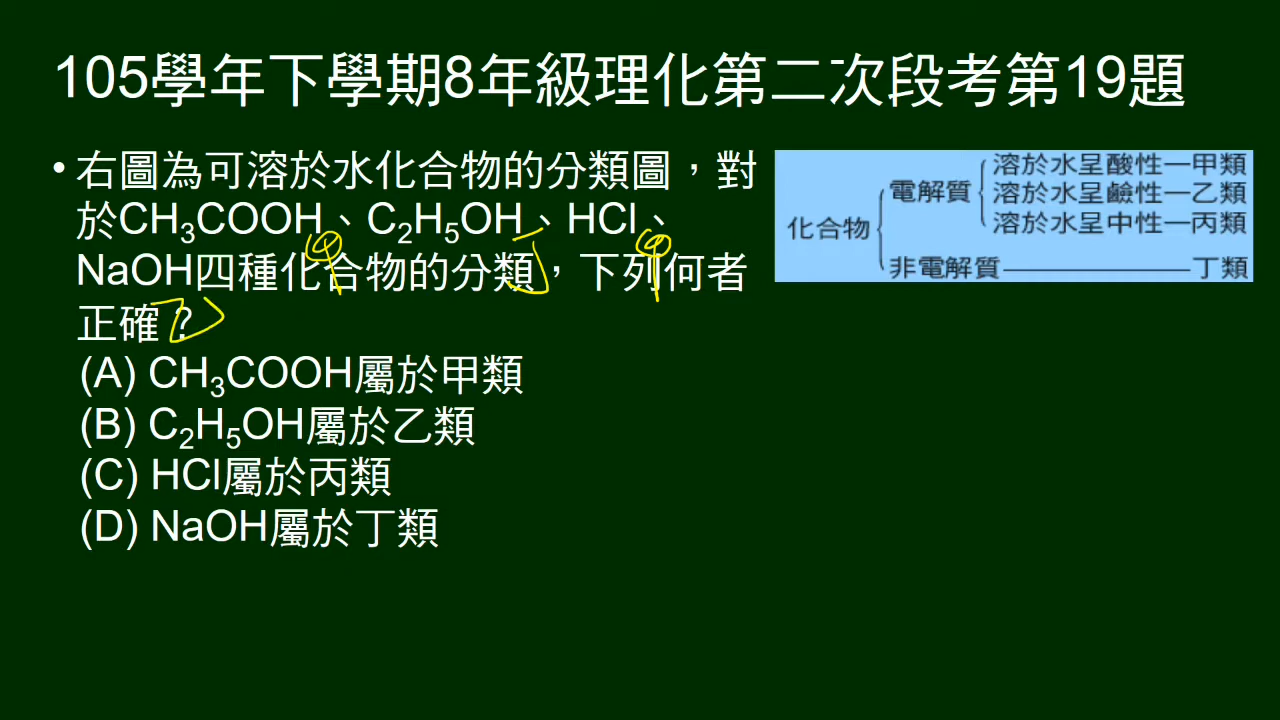 105學年下學期8年級理化第二次段考第19題
• 右圖為可溶於水化合物的分類圖，對
於CH₃COOH、C₂H₅OH、HCl、
NaOH四種化合物的分類，下列何者
正確？
(A) CH₃COOH屬於甲類
(B) C₂H₅OH屬於乙類
(C) HCl屬於丙類
(D) NaOH屬於丁類
化合物
電解質
溶於水呈酸性—甲類
溶於水呈鹼性—乙類
溶於水呈中性—丙類
非電解質—丁類
甲
丁
甲
乙